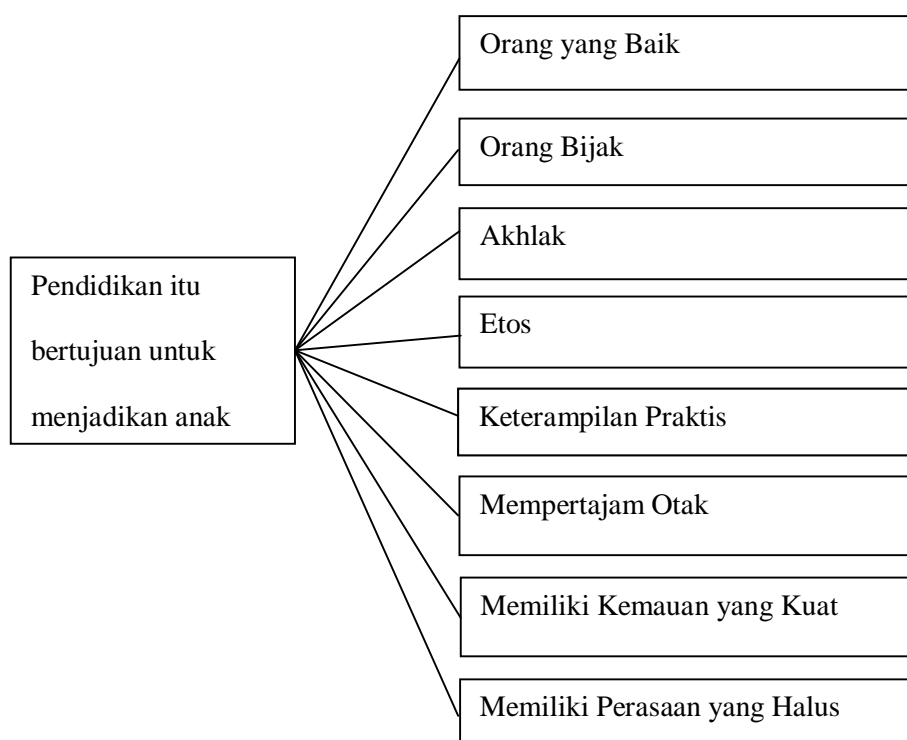 Orang yang Baik
Orang Bijak
Akhlak
Pendidikan itu
bertujuan untuk
menjadikan anak
Etos
Keterampilan Praktis
Mempertajam Otak
Memiliki Kemauan yang Kuat
Memiliki Perasaan yang Halus